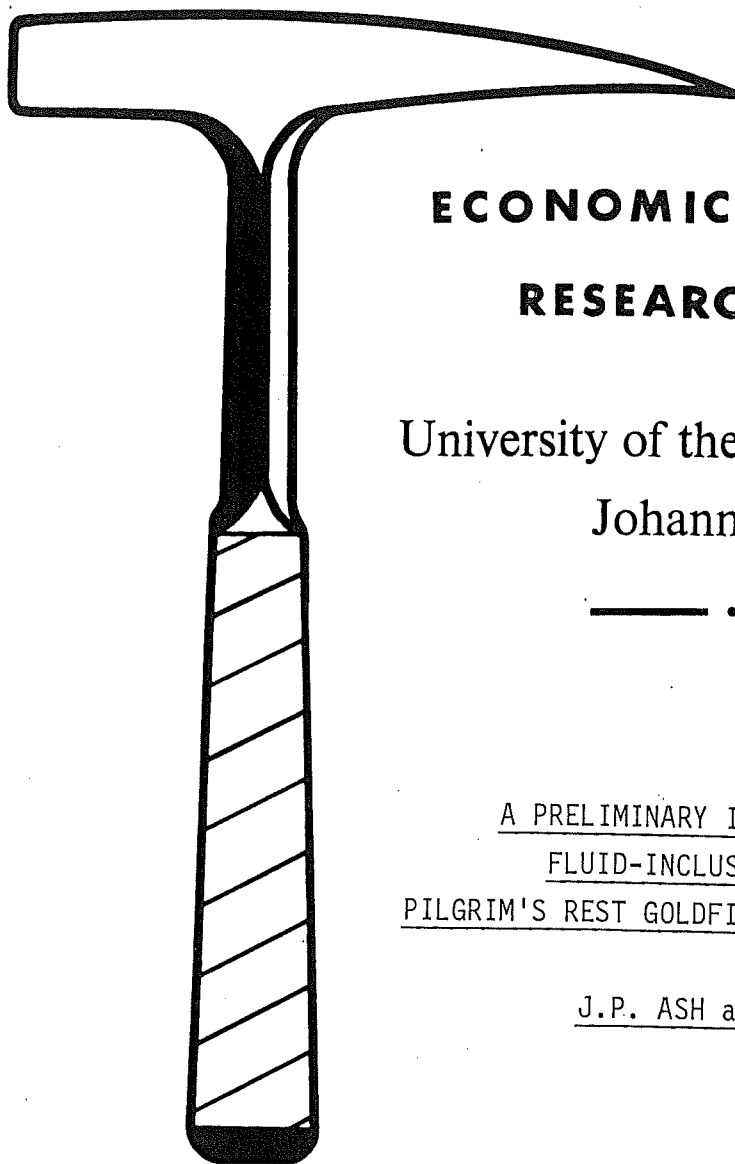 ECONOMIC
RESEARC
University of the
Johann
A PRELIMINARY I
FLUID-INCLUS
PILGRIM'S REST GOLDFI
J.P. ASH a